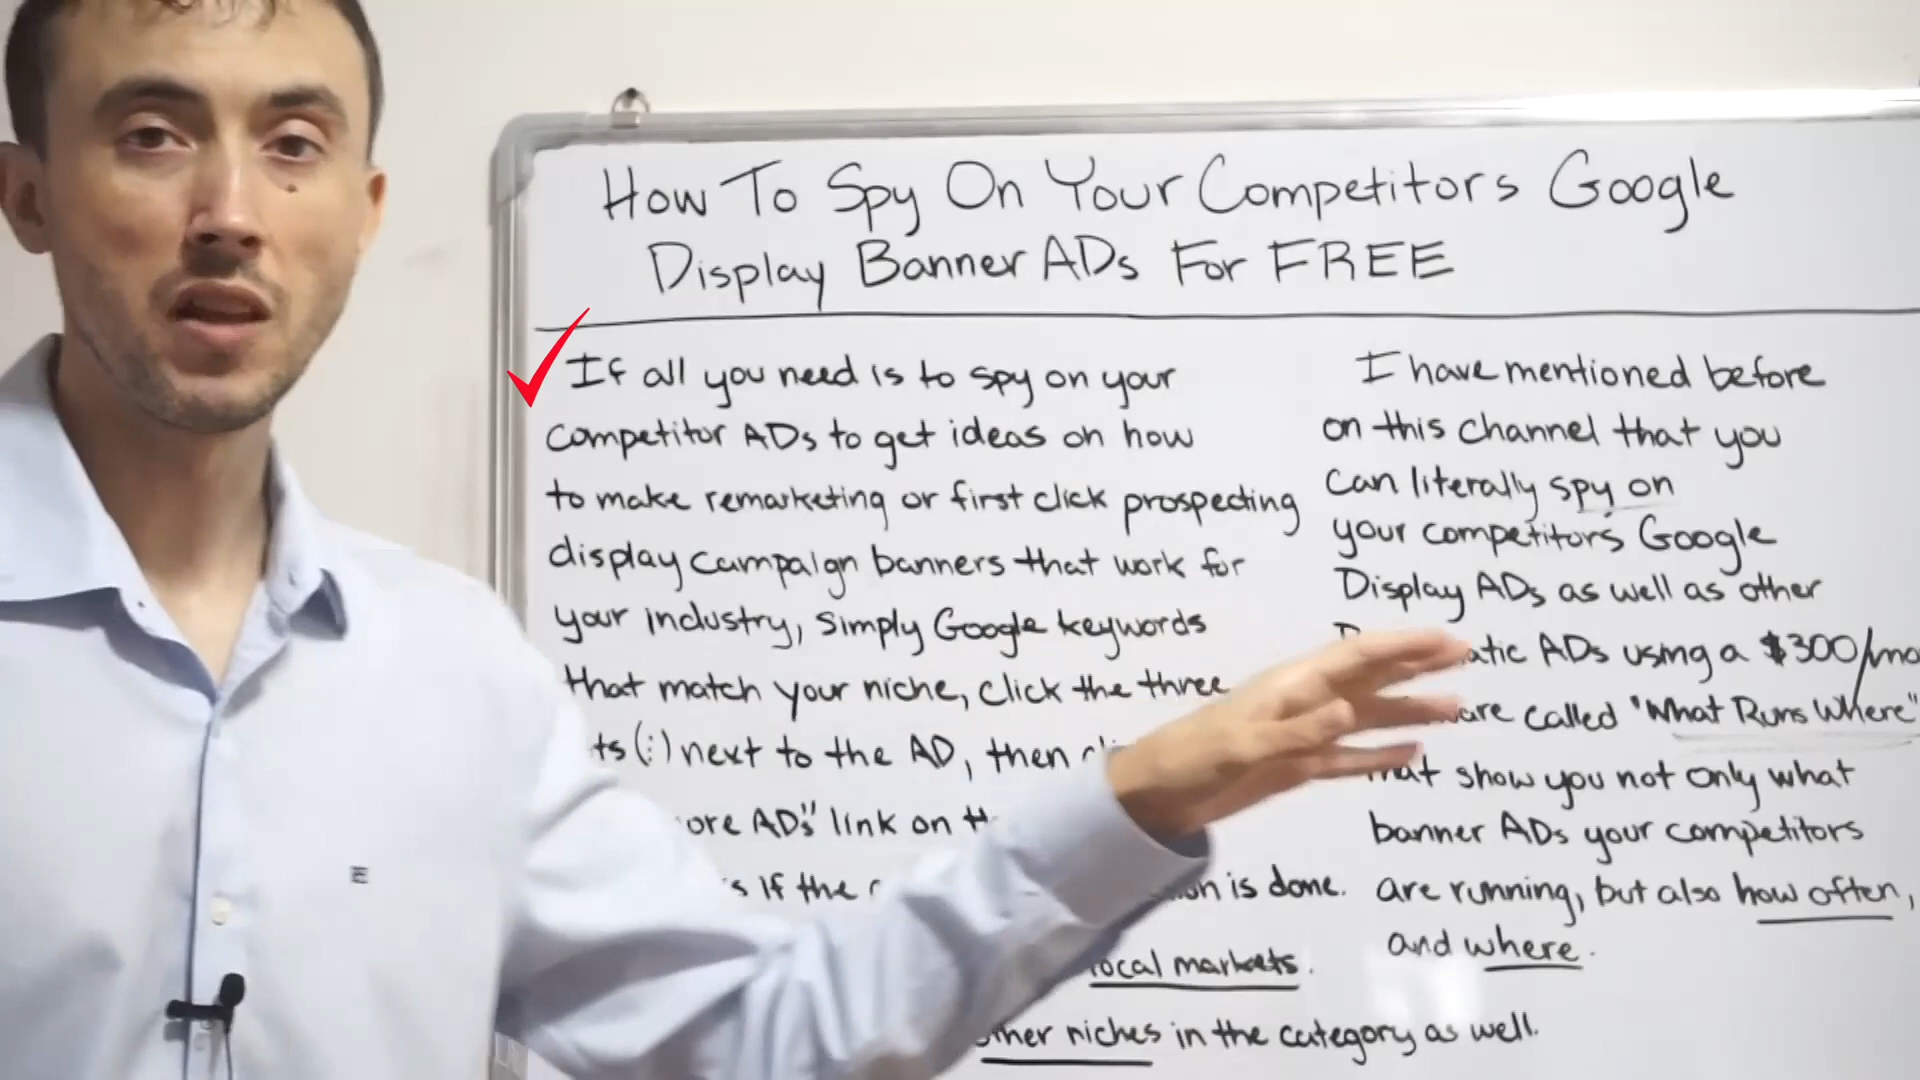 How To Spy On Your Competitors Google
Display Banner ADs For FREE
If all you need is to spy on your
competitor ADs to get ideas on how
to make remarketing or first click prospecting
display campaign banners that work for
your industry, simply Google keywords
that match your niche, click the three
ts (:) next to the AD, then
ore ADs" link on
s if the
on is done.
local markets.
other niches in the category as well.
I have mentioned before
on this channel that you
can literally spy on
your competitors Google
Display ADs as well as other
atic ADs using a $300/mo
are called "What Runs Where"
that show you not only what
banner ADs your competitors
are running, but also how often,
and where.